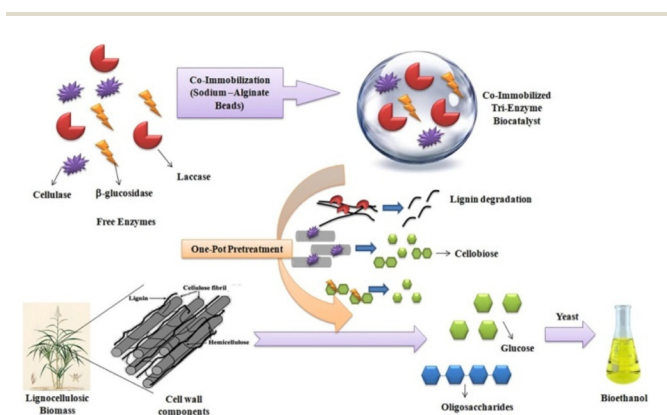 Co-Immobilization
(Sodium –Alginate
Beads)
Co-Immobilized
Tri-Enzyme
Biocatalyst
Laccase
Cellulase
β-glucosidase
Free Enzymes
Lignin degradation
One-Pot Pretreatment
Cellobiose
Cellulose fibril
Lignin
Hemicellulose
Yeast
Glucose
Lignocellulosic
Biomass
Cell wall
components
Oligosaccharides
Bioethanol